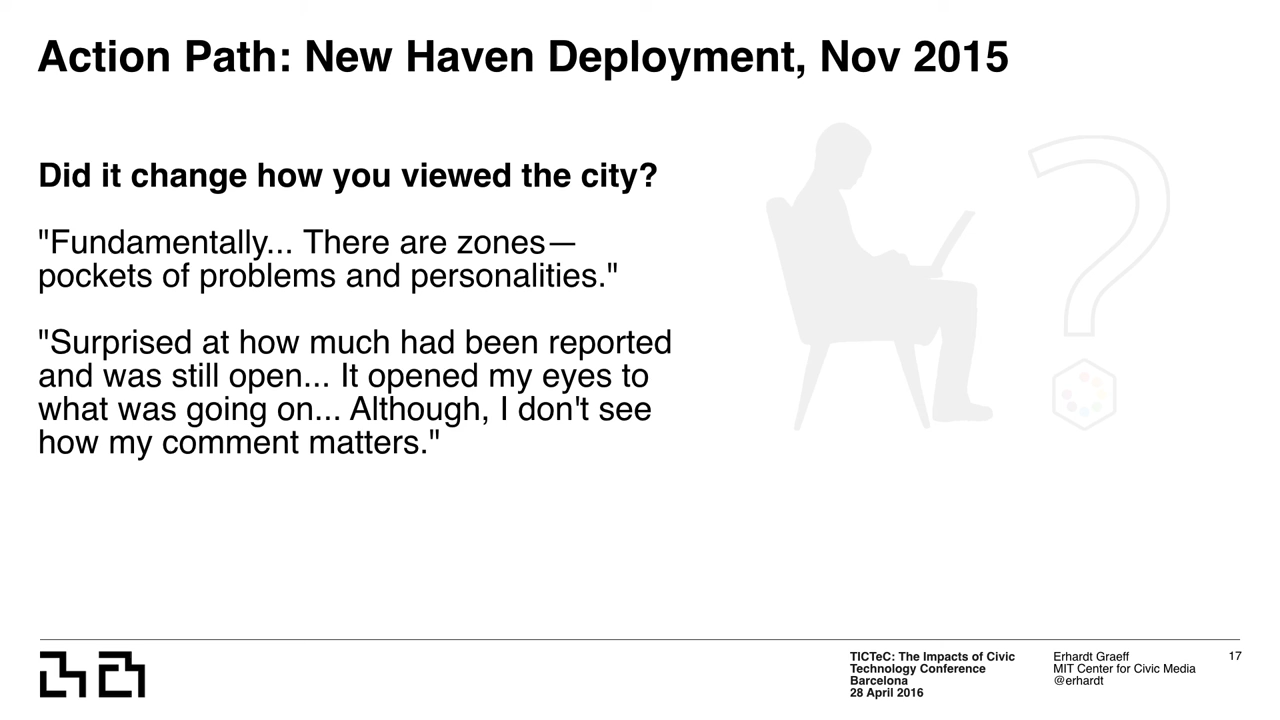 Action Path: New Haven Deployment, Nov 2015
Did it change how you viewed the city?
"Fundamentally... There are zones—
pockets of problems and personalities."
"Surprised at how much had been reported
and was still open... It opened my eyes to
what was going on... Although, I don't see
how my comment matters."
TICTeC: The Impacts of Civic
Technology Conference
Barcelona
28 April 2016
Erhardt Graeff
MIT Center for Civic Media
@erhardt
17